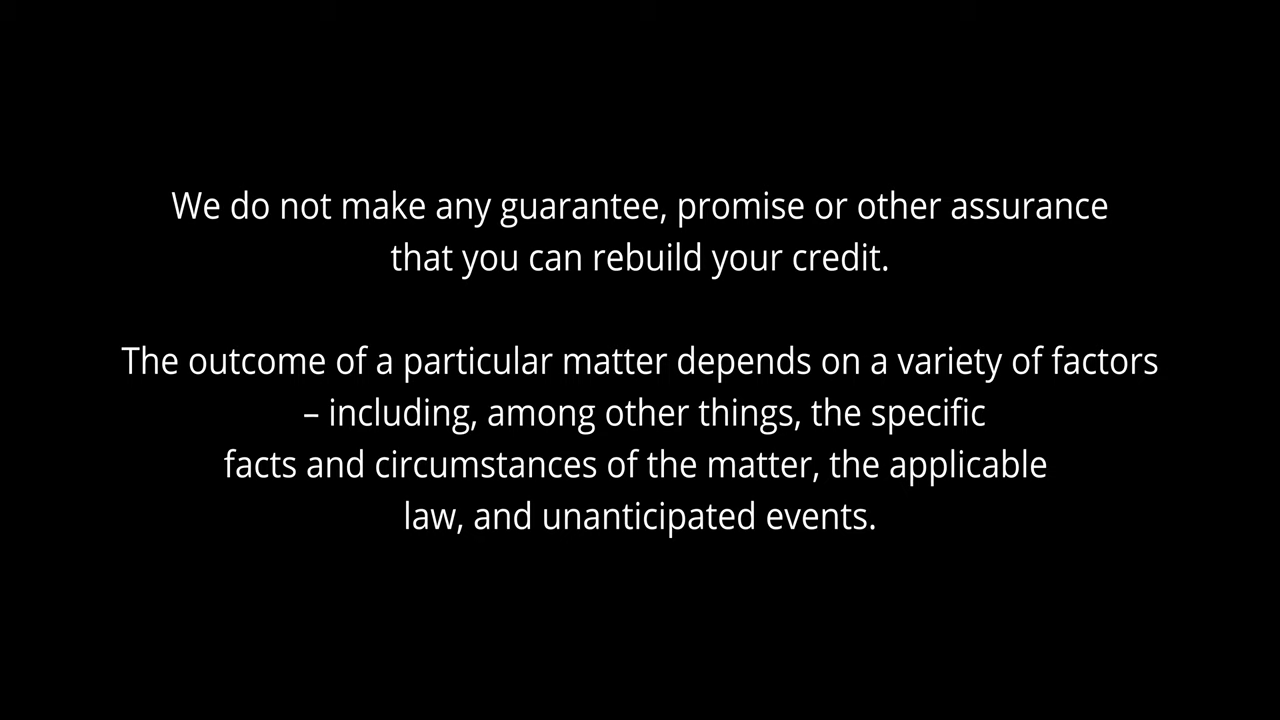 We do not make any guarantee, promise or other assurance
that you can rebuild your credit.
The outcome of a particular matter depends on a variety of factors
– including, among other things, the specific
facts and circumstances of the matter, the applicable
law, and unanticipated events.